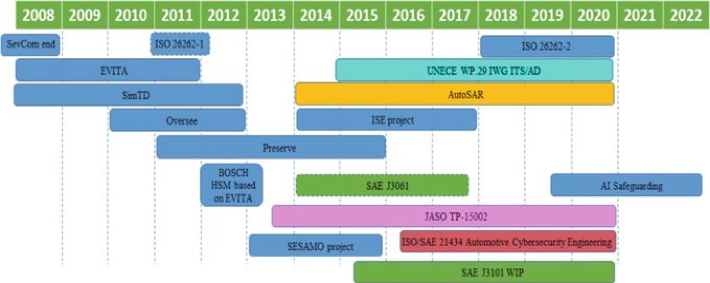 2008 2009 2010 2011 2012 2013 2014 2015 2016 2017 2018 2019 2020 2021 2022
SevCom end
ISO 26262-1
ISO 26262-2
EVITA
UNECE WP.29 IWG ITS/AD
SimTD
AutoSAR
Oversee
ISE project
Preserve
BOSCH
HSM based
on EVITA
SAE J3061
AI Safeguarding
JASO TP-15002
SESAMO project
ISO/SAE 21434 Automotive Cybersecurity Engineering
SAE J3101 WIP